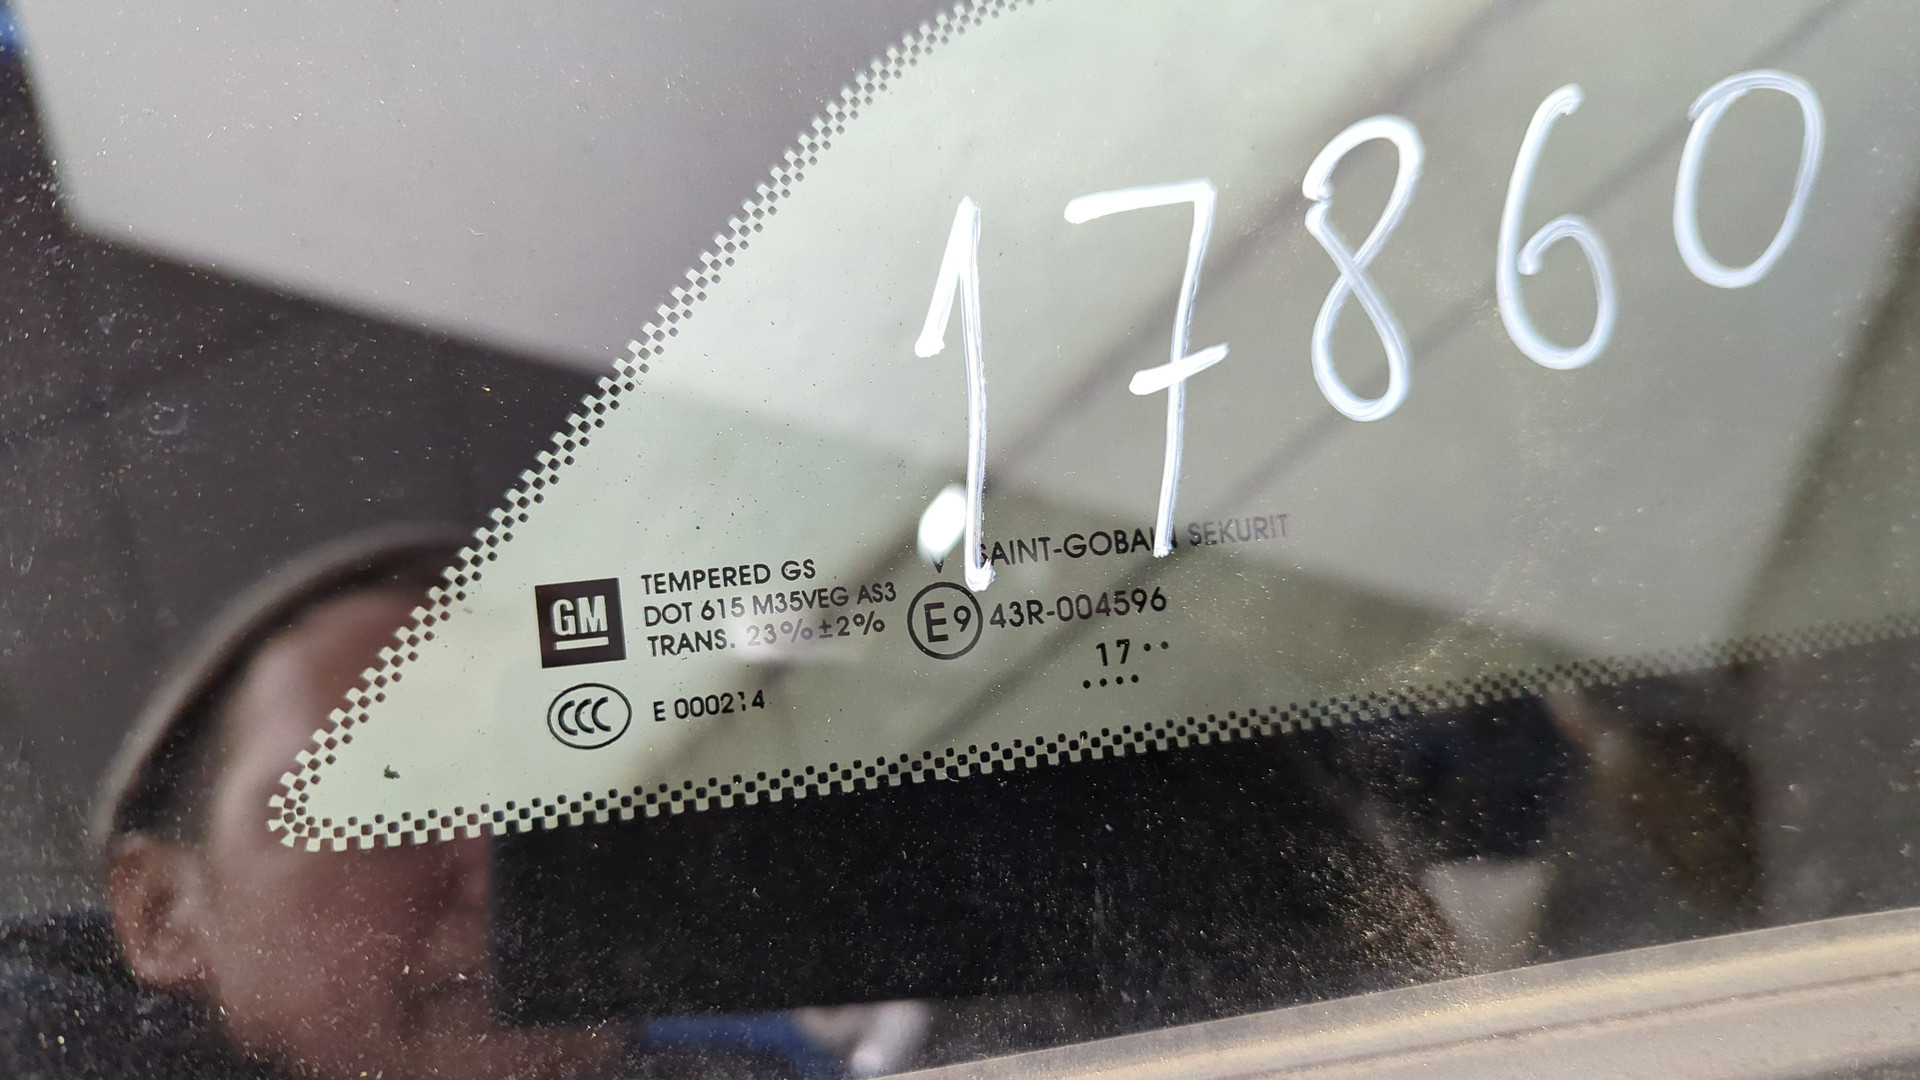 17860
SAINT-GOBAIN SEKURIT
GM
TEMPERED GS
DOT 615 M35VEG AS3
TRANS. 23%±2%
E9 43R-004596
17··
····
CCC E 000214